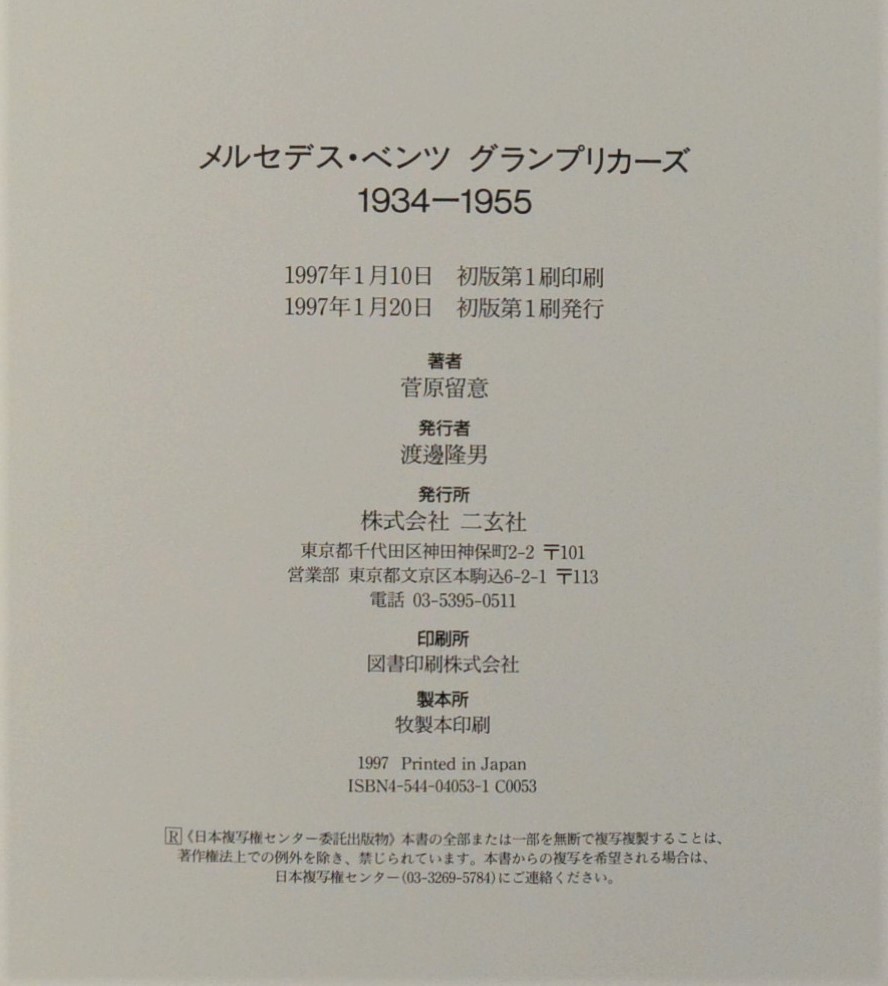 メルセデス・ベンツ グランプリカーズ
1934—1955
1997年1月10日　初版第1刷印刷
1997年1月20日　初版第1刷発行
著者
菅原留意
発行者
渡邊隆男
発行所
株式会社 二玄社
東京都千代田区神田神保町2-2 〒101
営業部 東京都文京区本駒込6-2-1 〒113
電話 03-5395-0511
印刷所
図書印刷株式会社
製本所
牧製本印刷
1997 Printed in Japan
ISBN4-544-04053-1 C0053
R《日本複写権センター委託出版物》本書の全部または一部を無断で複写複製することは、
著作権法上での例外を除き、禁じられています。本書からの複写を希望される場合は、
日本複写権センター(03-3269-5784)にご連絡ください。